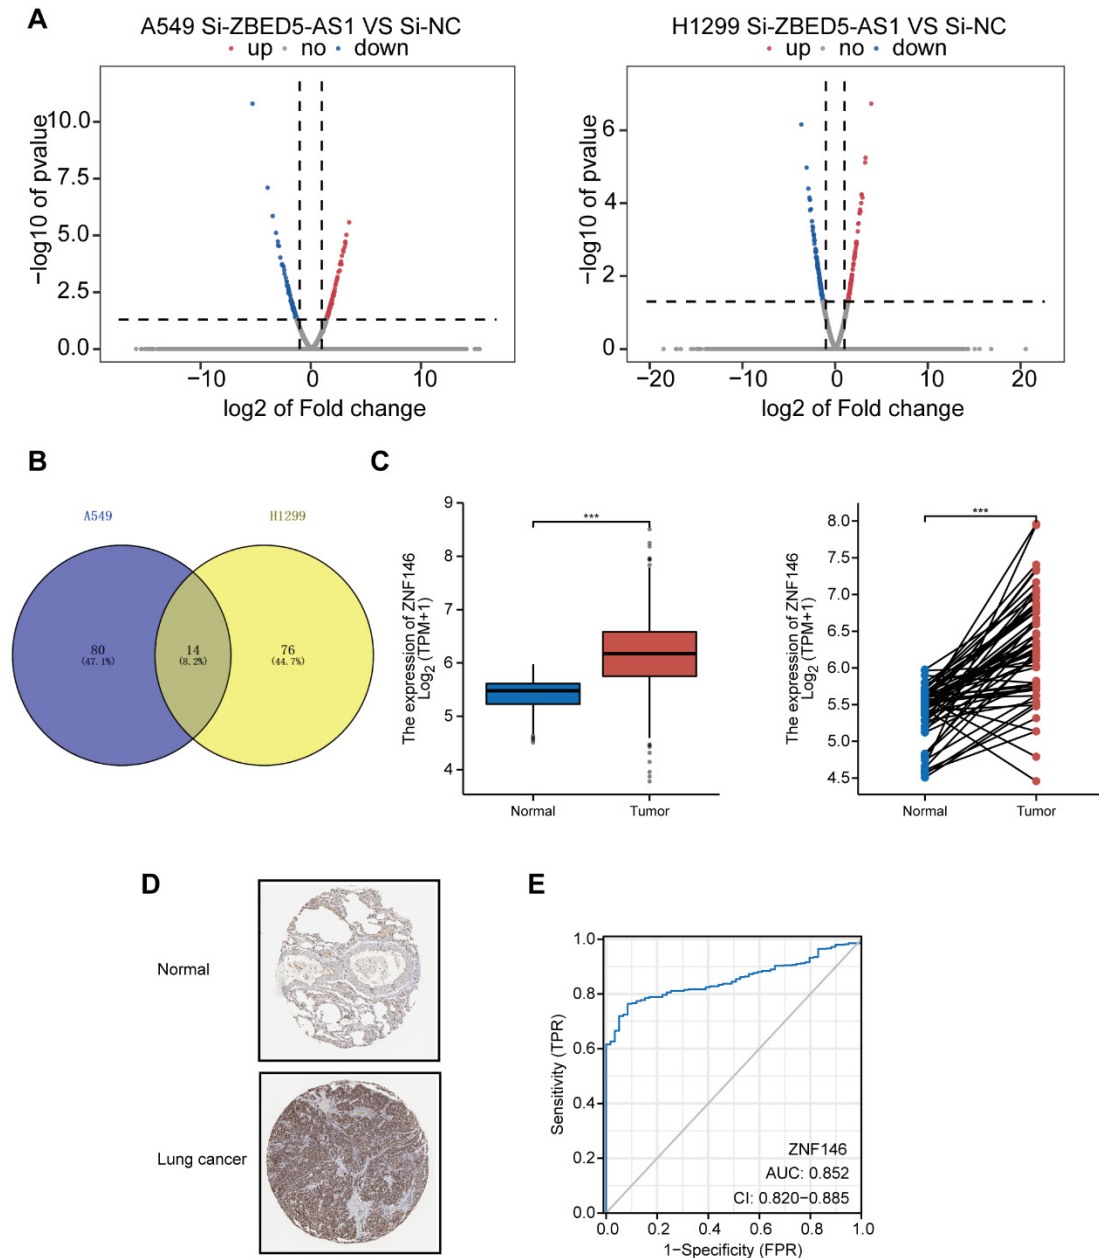 A
A549 Si-ZBED5-AS1 VS Si-NC
up no down
−log10 of pvalue
10.0
7.5
5.0
2.5
0.0
−10 0 10
log2 of Fold change
H1299 Si-ZBED5-AS1 VS Si-NC
up no down
−log10 of pvalue
6
4
2
0
−20 −10 0 10 20
log2 of Fold change
B
A549
H1299
80
(47.1%)
14
(8.2%)
76
(44.7%)
C
The expression of ZNF146
Log2 (TPM+1)
9
8
7
6
5
4
***
Normal Tumor
The expression of ZNF146
Log2 (TPM+1)
8.0
7.5
7.0
6.5
6.0
5.5
5.0
4.5
***
Normal Tumor
D
Normal
Lung cancer
E
Sensitivity (TPR)
1.0
0.8
0.6
0.4
0.2
0.0
ZNF146
AUC: 0.852
CI: 0.820−0.885
0.0 0.2 0.4 0.6 0.8 1.0
1−Specificity (FPR)